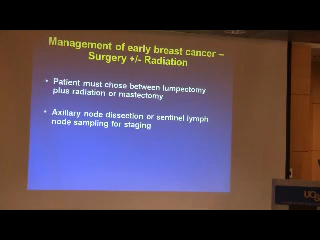 Management of early breast cancer –
Surgery +/- Radiation
• Patient must chose between lumpectomy
plus radiation or mastectomy
• Axillary node dissection or sentinel lymph
node sampling for staging